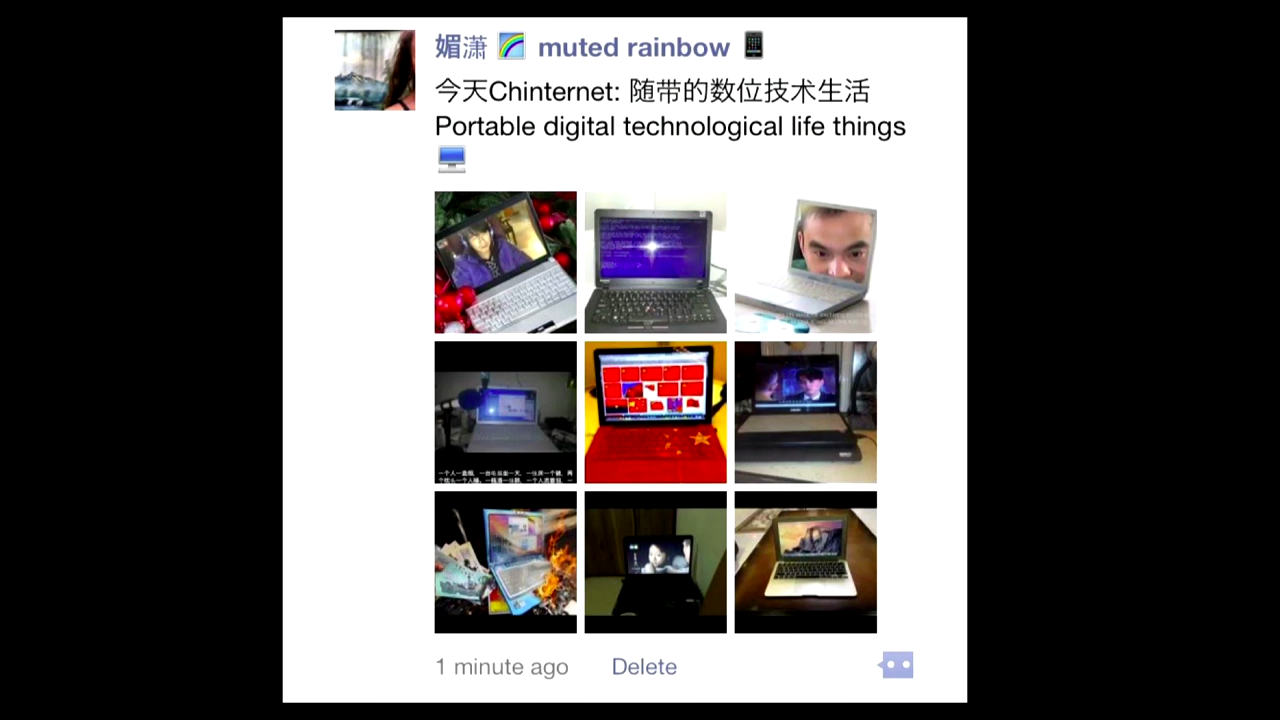 媚潇 muted rainbow
今天Chinternet: 随带的数位技术生活
Portable digital technological life things
1 minute ago Delete